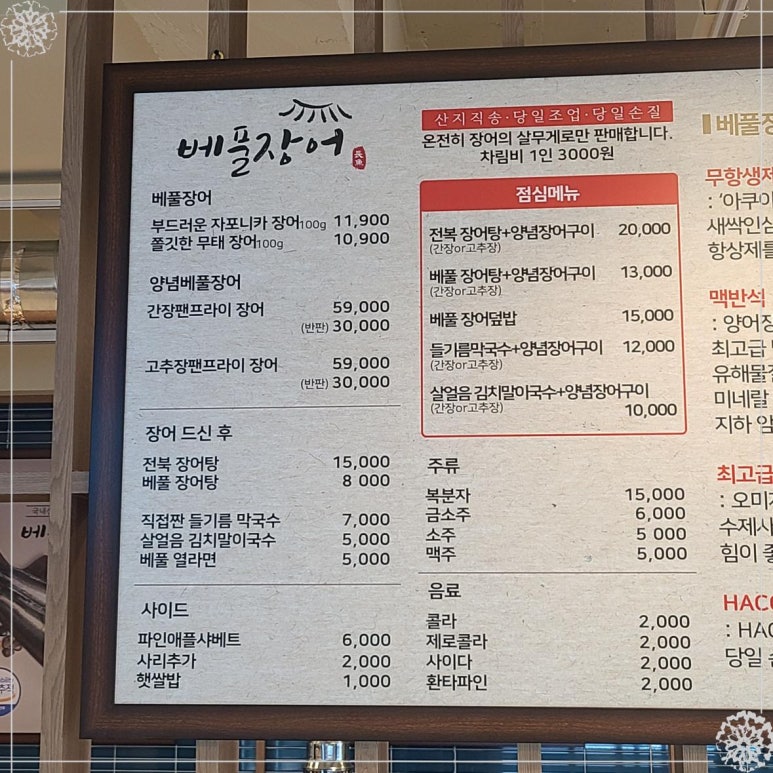 베풀장어
長魚
베풀장어
부드러운 자포니카 장어100g 11,900
쫄깃한 무태 장어100g 10,900
양념베풀장어
간장팬프라이 장어 59,000
(반판) 30,000
고추장팬프라이 장어 59,000
(반판) 30,000
장어 드신 후
전복 장어탕 15,000
베풀 장어탕 8 000
직접짠 들기름 막국수 7,000
살얼음 김치말이국수 5,000
베풀 열라면 5,000
사이드
파인애플샤베트 6,000
사리추가 2,000
햇쌀밥 1,000
산지직송·당일조업·당일손질
온전히 장어의 살무게로만 판매합니다.
차림비 1인 3000원
점심메뉴
전복 장어탕+양념장어구이 20,000
(간장or고추장)
베풀 장어탕+양념장어구이 13,000
(간장or고추장)
베풀 장어덮밥 15,000
들기름막국수+양념장어구이 12,000
(간장or고추장)
살얼음 김치말이국수+양념장어구이
(간장or고추장) 10,000
주류
복분자 15,000
금소주 6,000
소주 5 000
맥주 5,000
음료
콜라 2,000
제로콜라 2,000
사이다 2,000
환타파인 2,000
베풀장
무항생제
: '아쿠아
새싹인삼
항상제를
맥반석
: 양어장
최고급
유해물질
미네랄
지하 암
최고급
: 오미자
수제시
힘이 좋
HACC
: HAC
당일 손